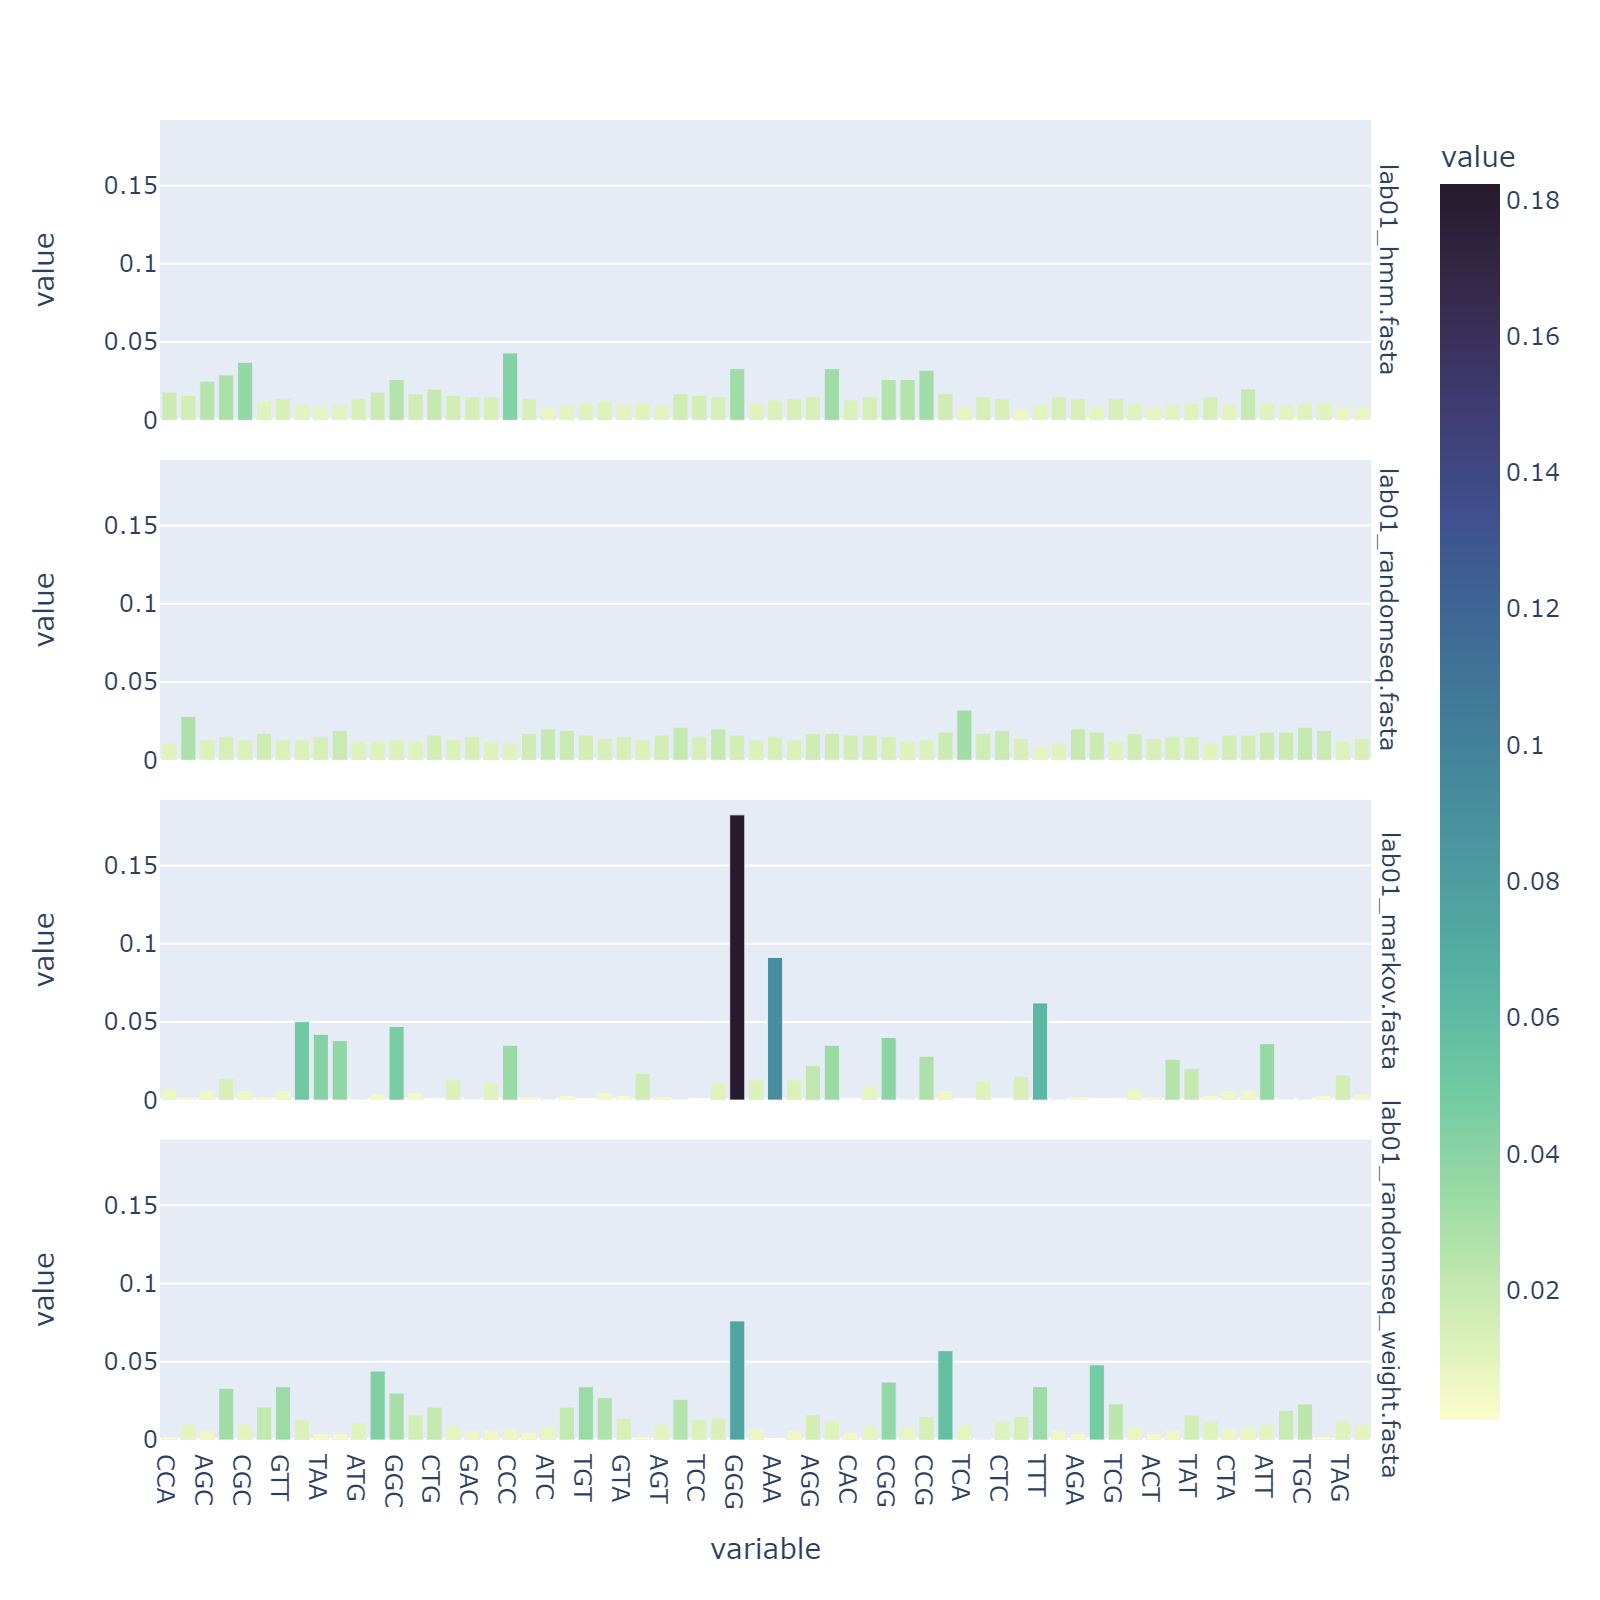 value
0.15
0.1
0.05
0
lab01_hmm.fasta
value
0.15
0.1
0.05
0
lab01_randomseq.fasta
value
0.15
0.1
0.05
0
lab01_markov.fasta
value
0.15
0.1
0.05
0
lab01_randomseq_weight.fasta
CCA AGC CGC GTT TAA ATG GGC CTG GAC CCC ATC TGT GTA AGT TCC GGG AAA AGG CAC CGG CCG TCA CTC TTT AGA TCG ACT TAT CTA ATT TGC TAG
variable
value
0.18
0.16
0.14
0.12
0.1
0.08
0.06
0.04
0.02